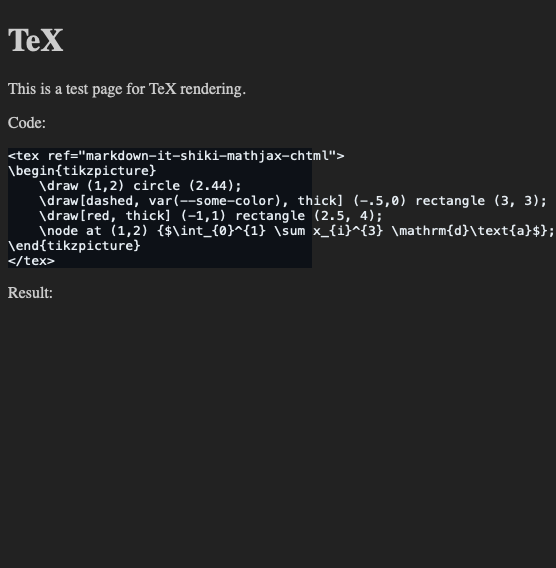 TeX
This is a test page for TeX rendering.
Code:
<tex ref="markdown-it-shiki-mathjax-chtml">
\begin{tikzpicture}
    \draw (1,2) circle (2.44);
    \draw[dashed, var(--some-color), thick] (-.5,0) rectangle (3, 3);
    \draw[red, thick] (-1,1) rectangle (2.5, 4);
    \node at (1,2) {$\int_{0}^{1} \sum x_{i}^{3} \mathrm{d}\text{a}$};
\end{tikzpicture}
</tex>
Result: